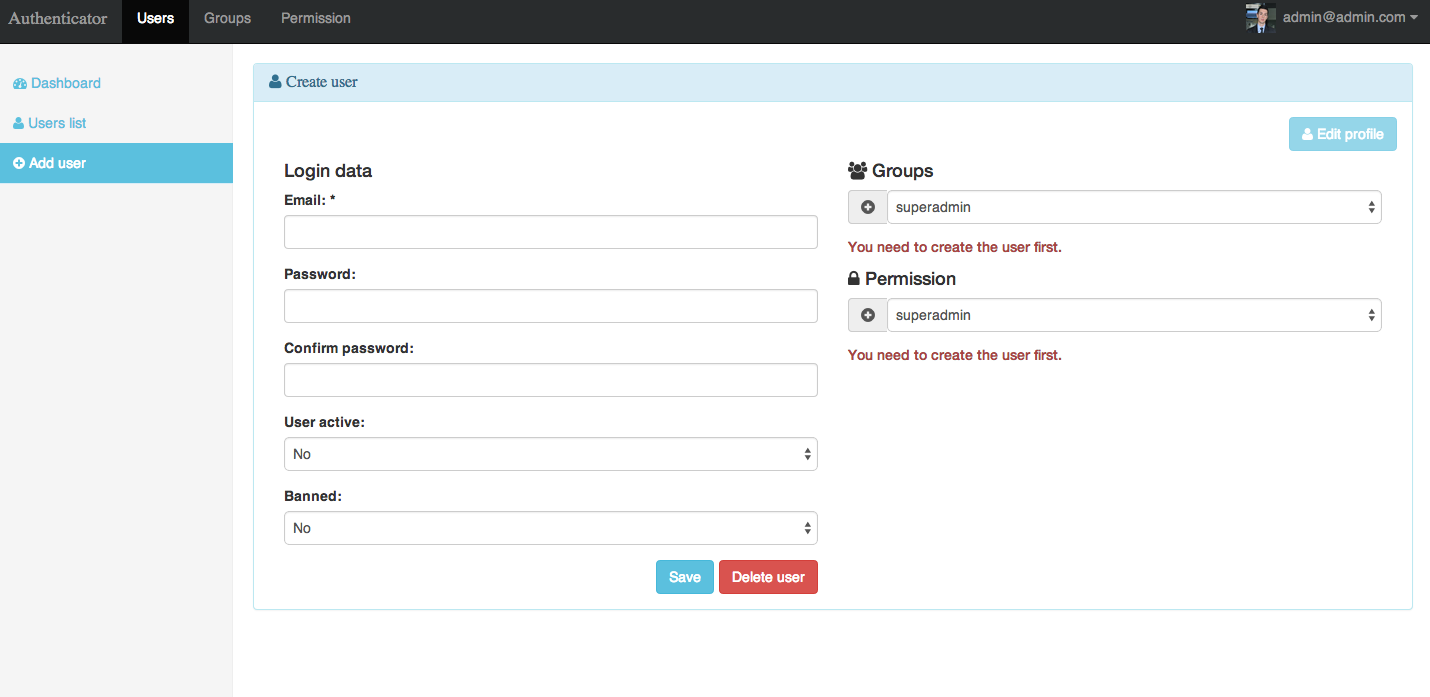 Authenticator Users Groups Permission admin@admin.com
Dashboard
Users list
Add user
Create user
Edit profile
Login data
Email: *
Password:
Confirm password:
User active:
No
Banned:
No
Save Delete user
Groups
superadmin
You need to create the user first.
Permission
superadmin
You need to create the user first.